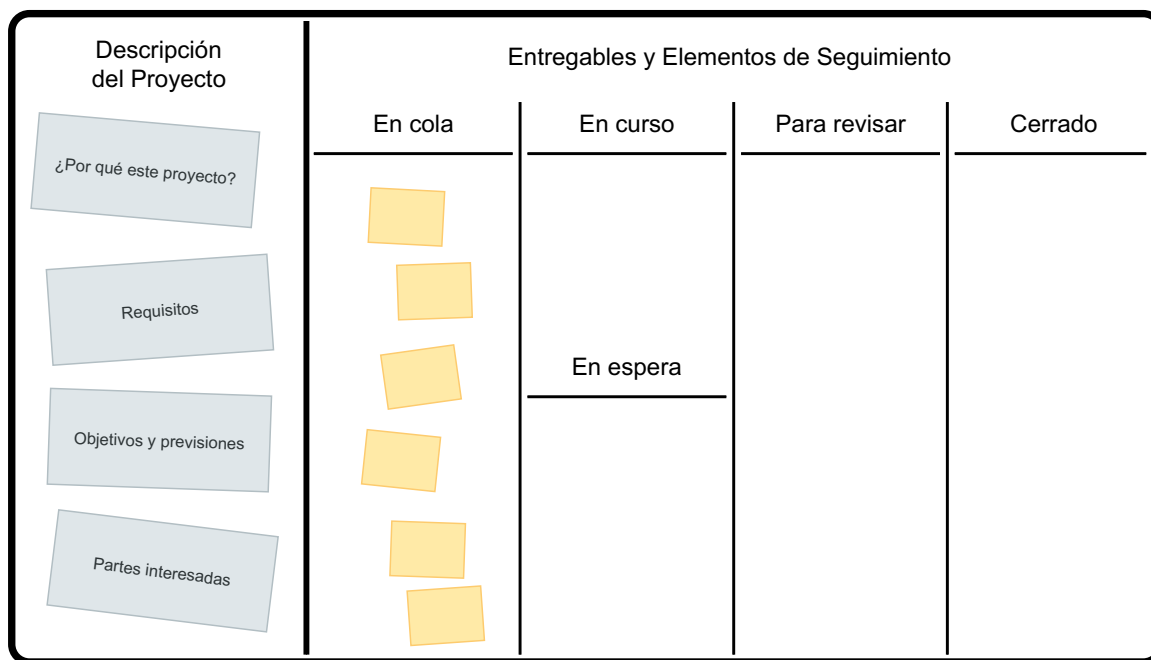 Descripción
del Proyecto
Entregables y Elementos de Seguimiento
En cola
En curso
Para revisar
Cerrado
¿Por qué este proyecto?
Requisitos
En espera
Objetivos y previsiones
Partes interesadas